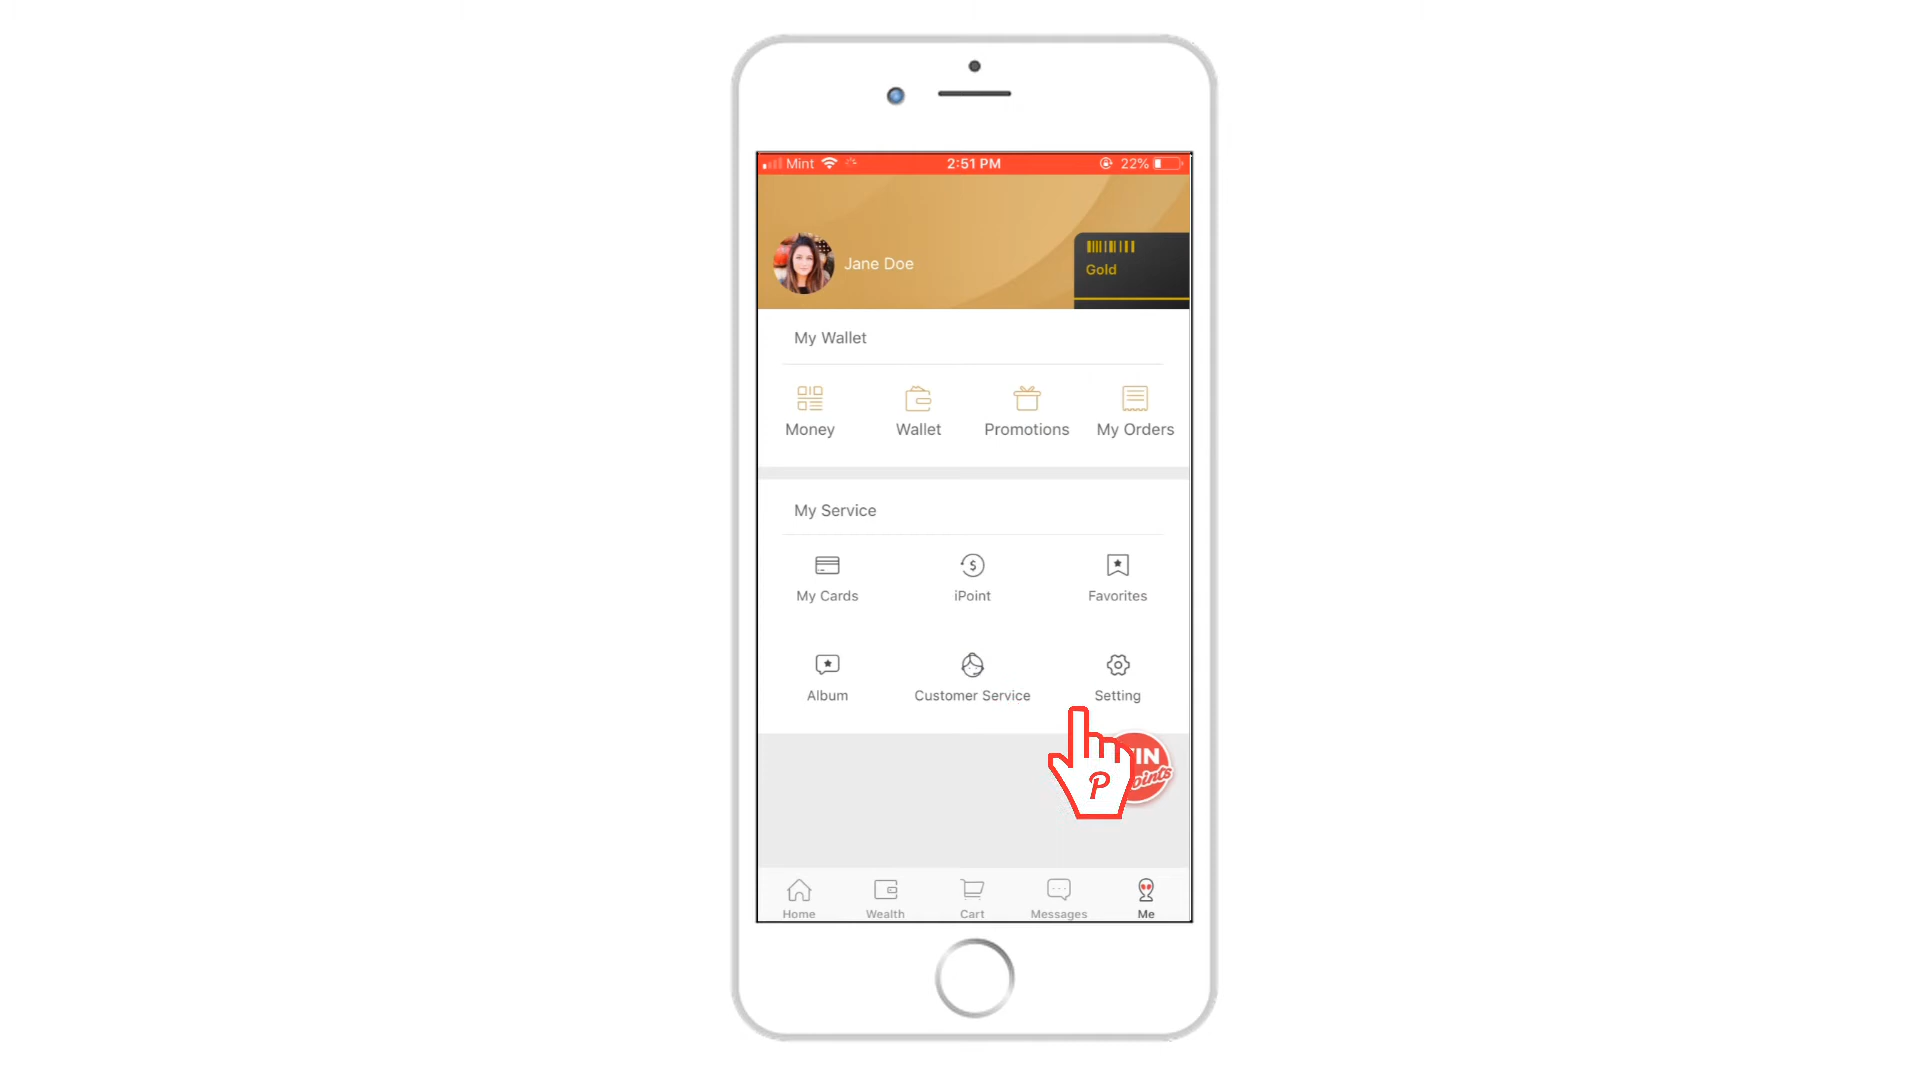 Mint 2:51 PM 22%
Jane Doe
Gold
My Wallet
Money Wallet Promotions My Orders
My Service
My Cards iPoint Favorites
Album Customer Service Setting
P
Home Wealth Cart Messages Me